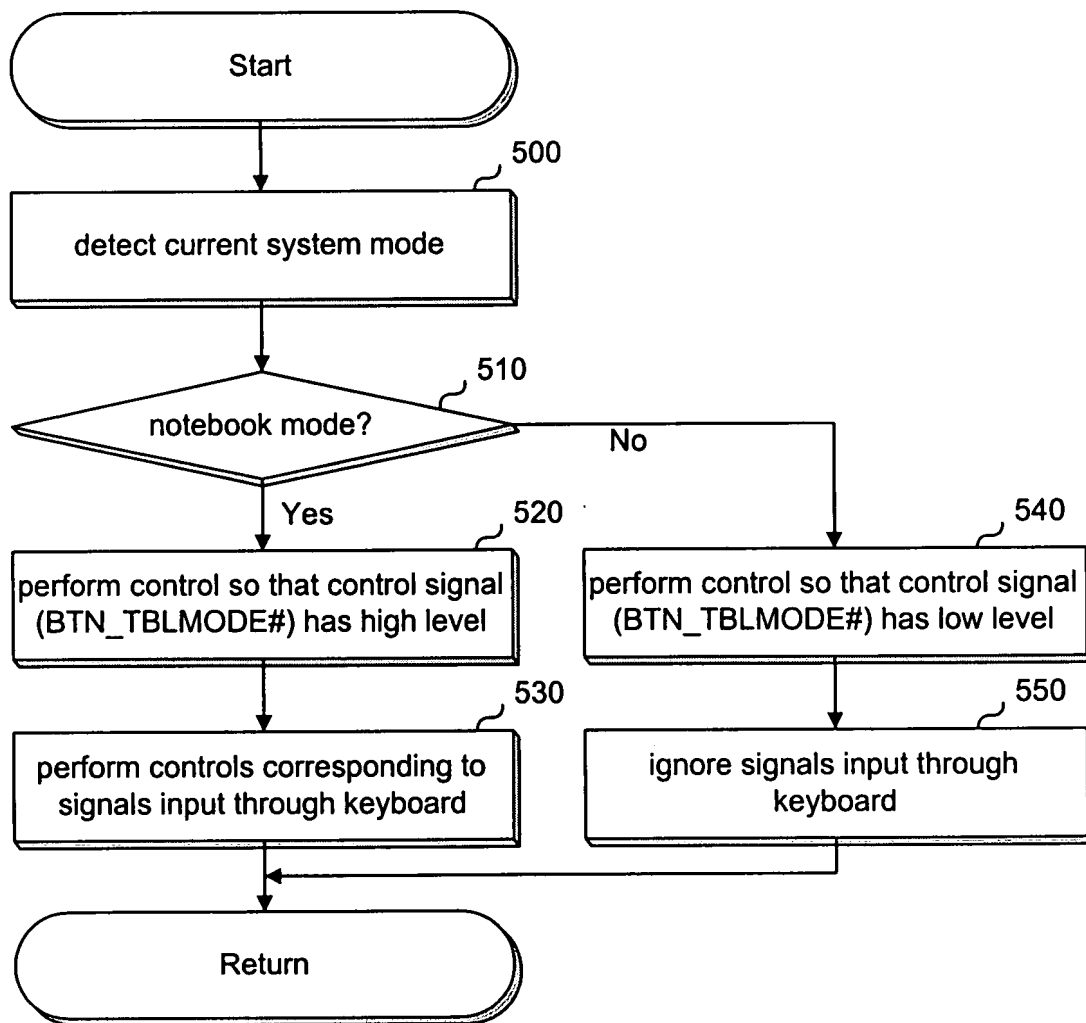 Start
500
detect current system mode
510
notebook mode?
No
Yes
520
perform control so that control signal
(BTN_TBLMODE#) has high level
540
perform control so that control signal
(BTN_TBLMODE#) has low level
530
perform controls corresponding to
signals input through keyboard
550
ignore signals input through
keyboard
Return